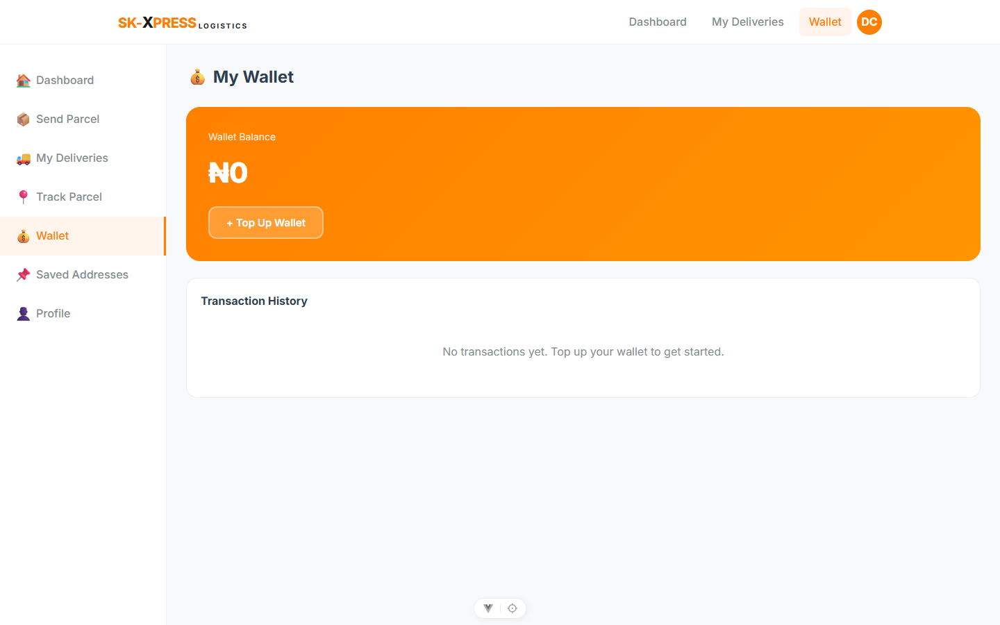 SK-XPRESS LOGISTICS
Dashboard
My Deliveries
Wallet
DC
Dashboard
Send Parcel
My Deliveries
Track Parcel
Wallet
Saved Addresses
Profile
My Wallet
Wallet Balance
₦0
+ Top Up Wallet
Transaction History
No transactions yet. Top up your wallet to get started.